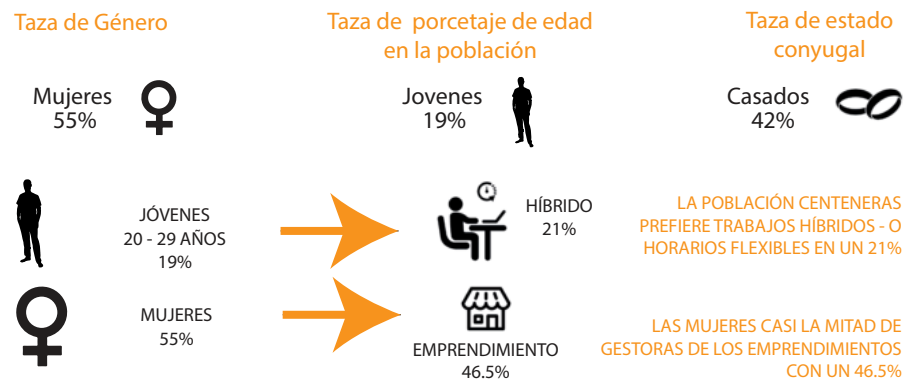 Taza de Género
Taza de porcetaje de edad
en la población
Taza de estado
conyugal
Mujeres
55%
Jovenes
19%
Casados
42%
JÓVENES
20 - 29 AÑOS
19%
HÍBRIDO
21%
LA POBLACIÓN CENTENERAS
PREFIERE TRABAJOS HÍBRIDOS - O
HORARIOS FLEXIBLES EN UN 21%
MUJERES
55%
EMPRENDIMIENTO
46.5%
LAS MUJERES CASI LA MITAD DE
GESTORAS DE LOS EMPRENDIMIENTOS
CON UN 46.5%